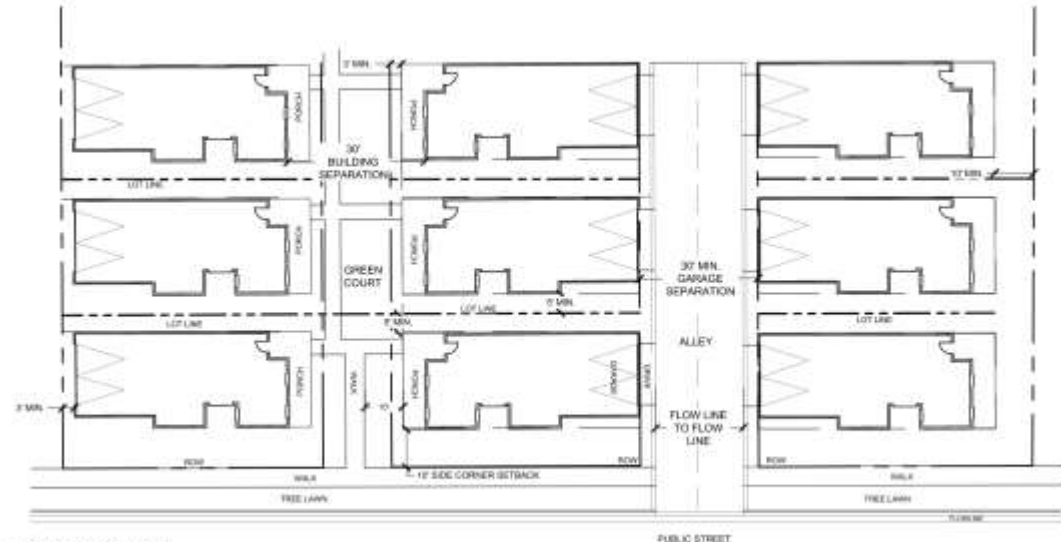 3' MIN.
PORCH
PORCH
30'
BUILDING
SEPARATION
10' MIN.
LOT LINE
PORCH
PORCH
GREEN
COURT
30' MIN.
GARAGE
SEPARATION
5' MIN.
LOT LINE
LOT LINE
LOT LINE
5' MIN.
ALLEY
PORCH
WALK
PORCH
GARAGE
DRIVE
3' MIN.
10'
FLOW LINE
TO FLOW
LINE
ROW
ROW
ROW
10' SIDE CORNER SETBACK
WALK
WALK
TREE LAWN
TREE LAWN
FLOWLINE
PUBLIC STREET